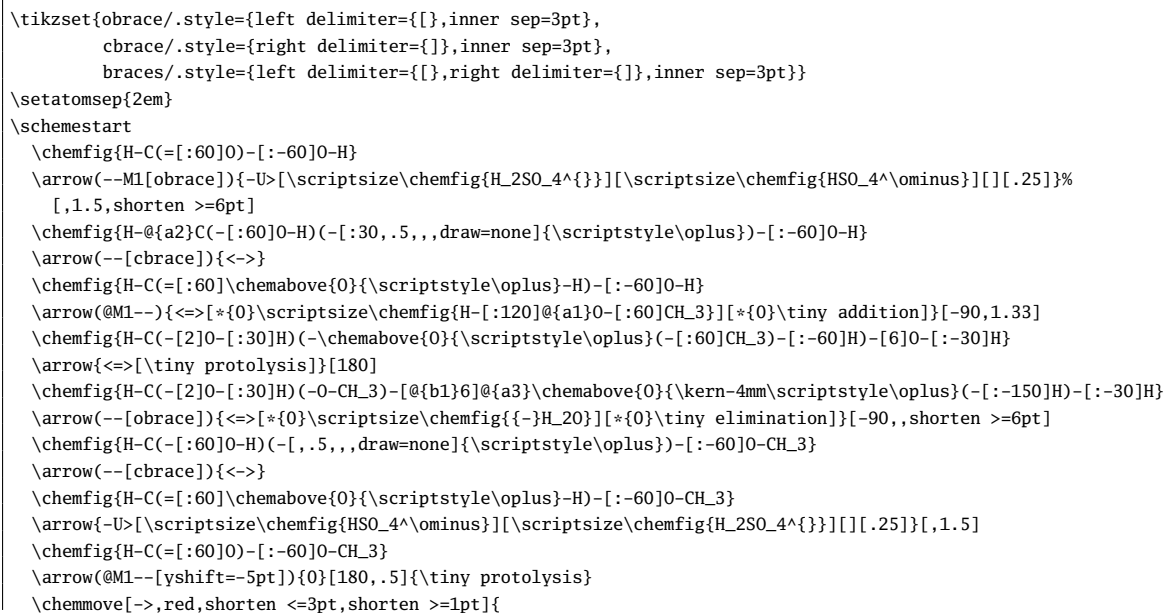 \tikzset{obrace/.style={left delimiter={[},inner sep=3pt},
         cbrace/.style={right delimiter={]},inner sep=3pt},
         braces/.style={left delimiter={[},right delimiter={]},inner sep=3pt}}
\setatomsep{2em}
\schemestart
  \chemfig{H-C(=[:60]O)-[:-60]O-H}
  \arrow(--M1[obrace]){-U>[\scriptsize\chemfig{H_2SO_4^{}}][\scriptsize\chemfig{HSO_4^\ominus}][][.25]}%
    [,1.5,shorten >=6pt]
  \chemfig{H-@{a2}C(-[:60]O-H)(-[:30,.5,,,draw=none]{\scriptstyle\oplus})-[:-60]O-H}
  \arrow(--[cbrace]){<->}
  \chemfig{H-C(=[:60]\chemabove{O}{\scriptstyle\oplus}-H)-[:-60]O-H}
  \arrow(@M1--){<=>[*{0}\scriptsize\chemfig{H-[:120]@{a1}O-[:60]CH_3}][*{0}\tiny addition]}[-90,1.33]
  \chemfig{H-C(-[2]O-[:30]H)(-\chemabove{O}{\scriptstyle\oplus}(-[:60]CH_3)-[:-60]H)-[6]O-[:-30]H}
  \arrow{<=>[\tiny protolysis]}[180]
  \chemfig{H-C(-[2]O-[:30]H)(-O-CH_3)-[@{b1}6]@{a3}\chemabove{O}{\kern-4mm\scriptstyle\oplus}(-[:-150]H)-[:-30]H}
  \arrow(--[obrace]){<=>[*{0}\scriptsize\chemfig{{-}H_2O}][*{0}\tiny elimination]}[-90,,shorten >=6pt]
  \chemfig{H-C(-[:60]O-H)(-[,.5,,,draw=none]{\scriptstyle\oplus})-[:-60]O-CH_3}
  \arrow(--[cbrace]){<->}
  \chemfig{H-C(=[:60]\chemabove{O}{\scriptstyle\oplus}-H)-[:-60]O-CH_3}
  \arrow{-U>[\scriptsize\chemfig{HSO_4^\ominus}][\scriptsize\chemfig{H_2SO_4^{}}][][.25]}[,1.5]
  \chemfig{H-C(=[:60]O)-[:-60]O-CH_3}
  \arrow(@M1--[yshift=-5pt]){0}[180,.5]{\tiny protolysis}
  \chemmove[->,red,shorten <=3pt,shorten >=1pt]{